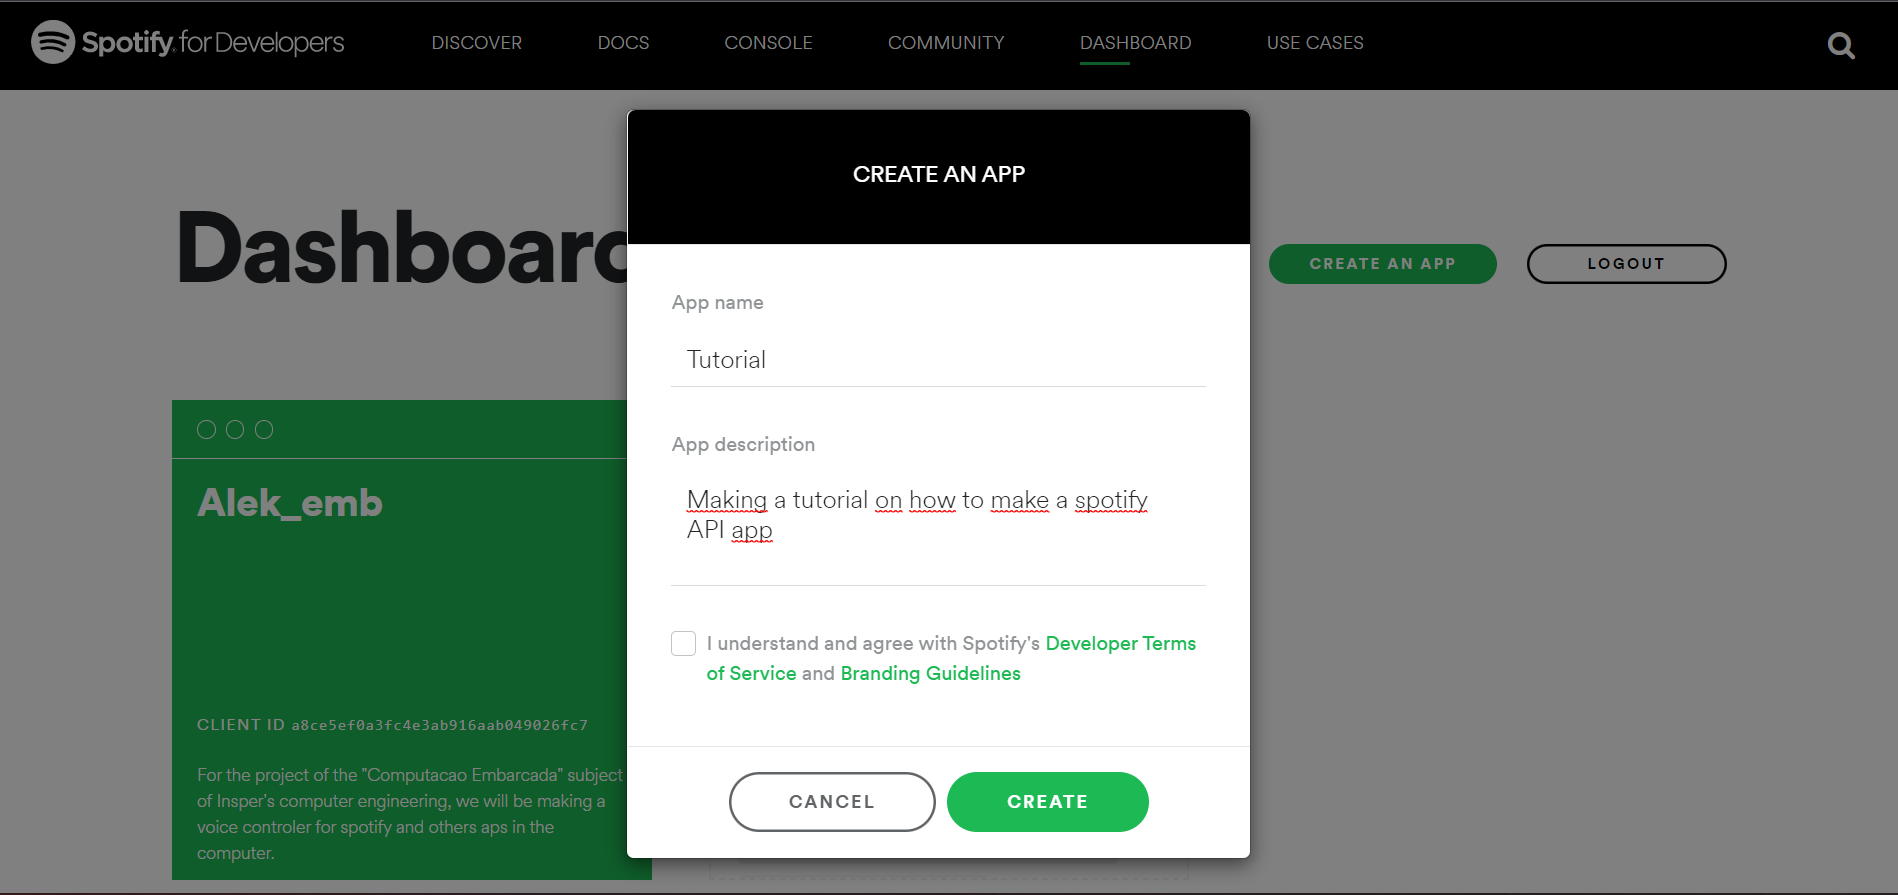 Spotify for Developers
DISCOVER
DOCS
CONSOLE
COMMUNITY
DASHBOARD
USE CASES
Dashboard
CREATE AN APP
LOGOUT
Alek_emb
CLIENT ID a8ce5ef0a3fc4e3ab916aab049026fc7
For the project of the "Computacao Embarcada" subject
of Insper's computer engineering, we will be making a
voice controler for spotify and others aps in the
computer.
CREATE AN APP
App name
Tutorial
App description
Making a tutorial on how to make a spotify
API app
I understand and agree with Spotify's Developer Terms
of Service and Branding Guidelines
CANCEL
CREATE